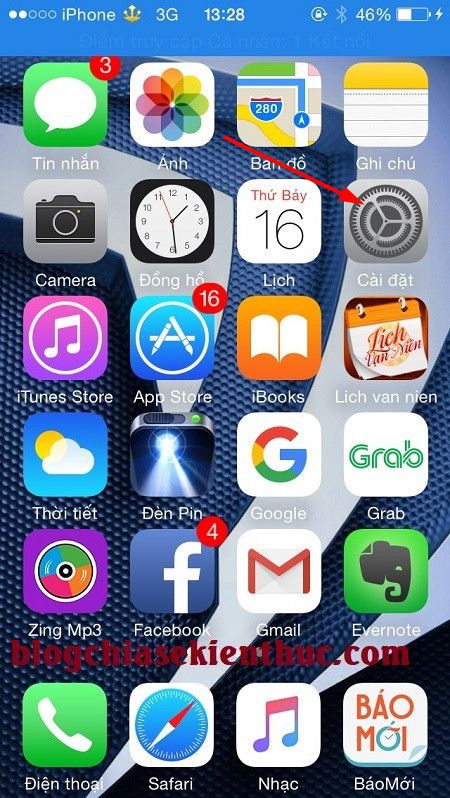 iPhone 3G 13:28 46%
Điểm truy cập Cá nhân: 1 Kết nối
3
280
Tin nhắn Ảnh Bản đồ Ghi chú
Thứ Bảy
16
Camera Đồng hồ Lịch Cài đặt
16
Lịch Vạn Niên
iTunes Store App Store iBooks Lich van nien
G Grab
Thời tiết Đèn Pin Google Grab
4
f
Zing Mp3 Facebook Gmail Evernote
blogchiasekienthuc.com
BÁO MỚI
Điện thoại Safari Nhạc BáoMới